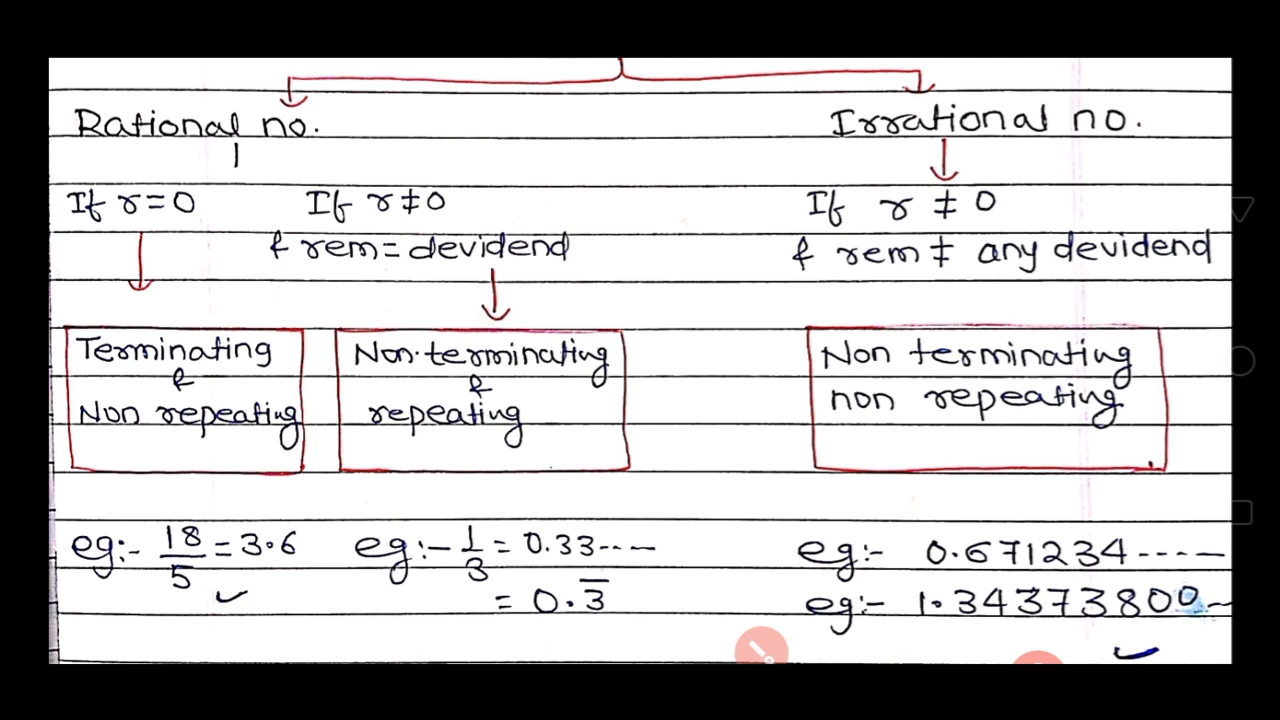 Rational no.
Irrational no.
If r=0
If r≠0
& rem = devidend
If r ≠ 0
& rem ≠ any devidend
Terminating
&
Non repeating
Non-terminating
&
repeating
Non terminating
non repeating
eg:- 18/5 = 3.6
eg:- 1/3 = 0.33----
= 0.3̅
eg:- 0.671234----
eg:- 1.34373800--